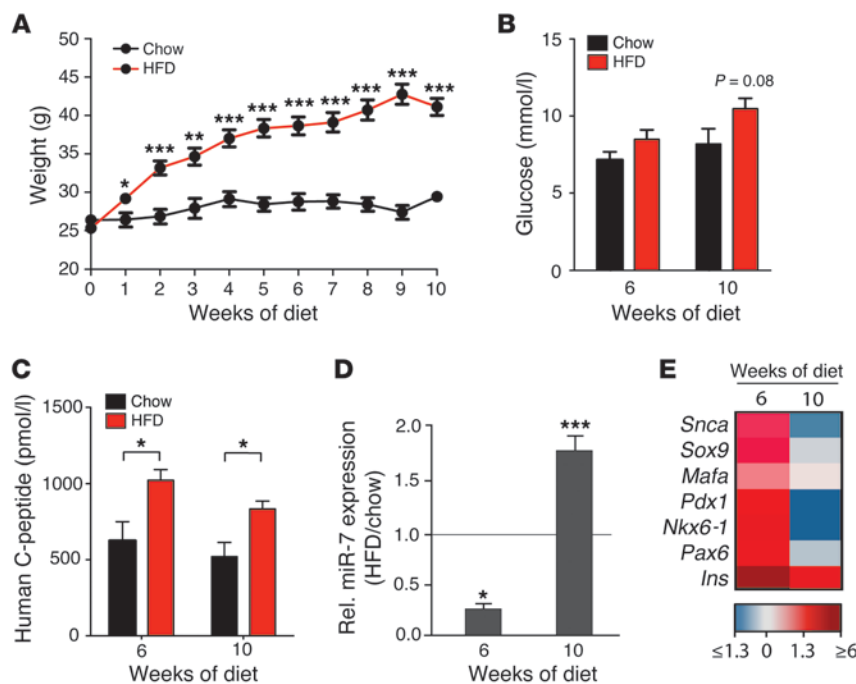 A
Chow
HFD
Weight (g)
50
45
40
35
30
25
20
* *** ** *** *** *** *** *** *** ***
0 1 2 3 4 5 6 7 8 9 10
Weeks of diet
B
Chow
HFD
Glucose (mmol/l)
15
10
5
0
P = 0.08
6 10
Weeks of diet
C
Chow
HFD
Human C-peptide (pmol/l)
1500
1000
500
0
* *
6 10
Weeks of diet
D
Rel. miR-7 expression
(HFD/chow)
2.0
1.5
1.0
0.5
0.0
* ***
6 10
Weeks of diet
E
Weeks of diet
6 10
Snca
Sox9
Mafa
Pdx1
Nkx6-1
Pax6
Ins
≤1.3 0 1.3 ≥6